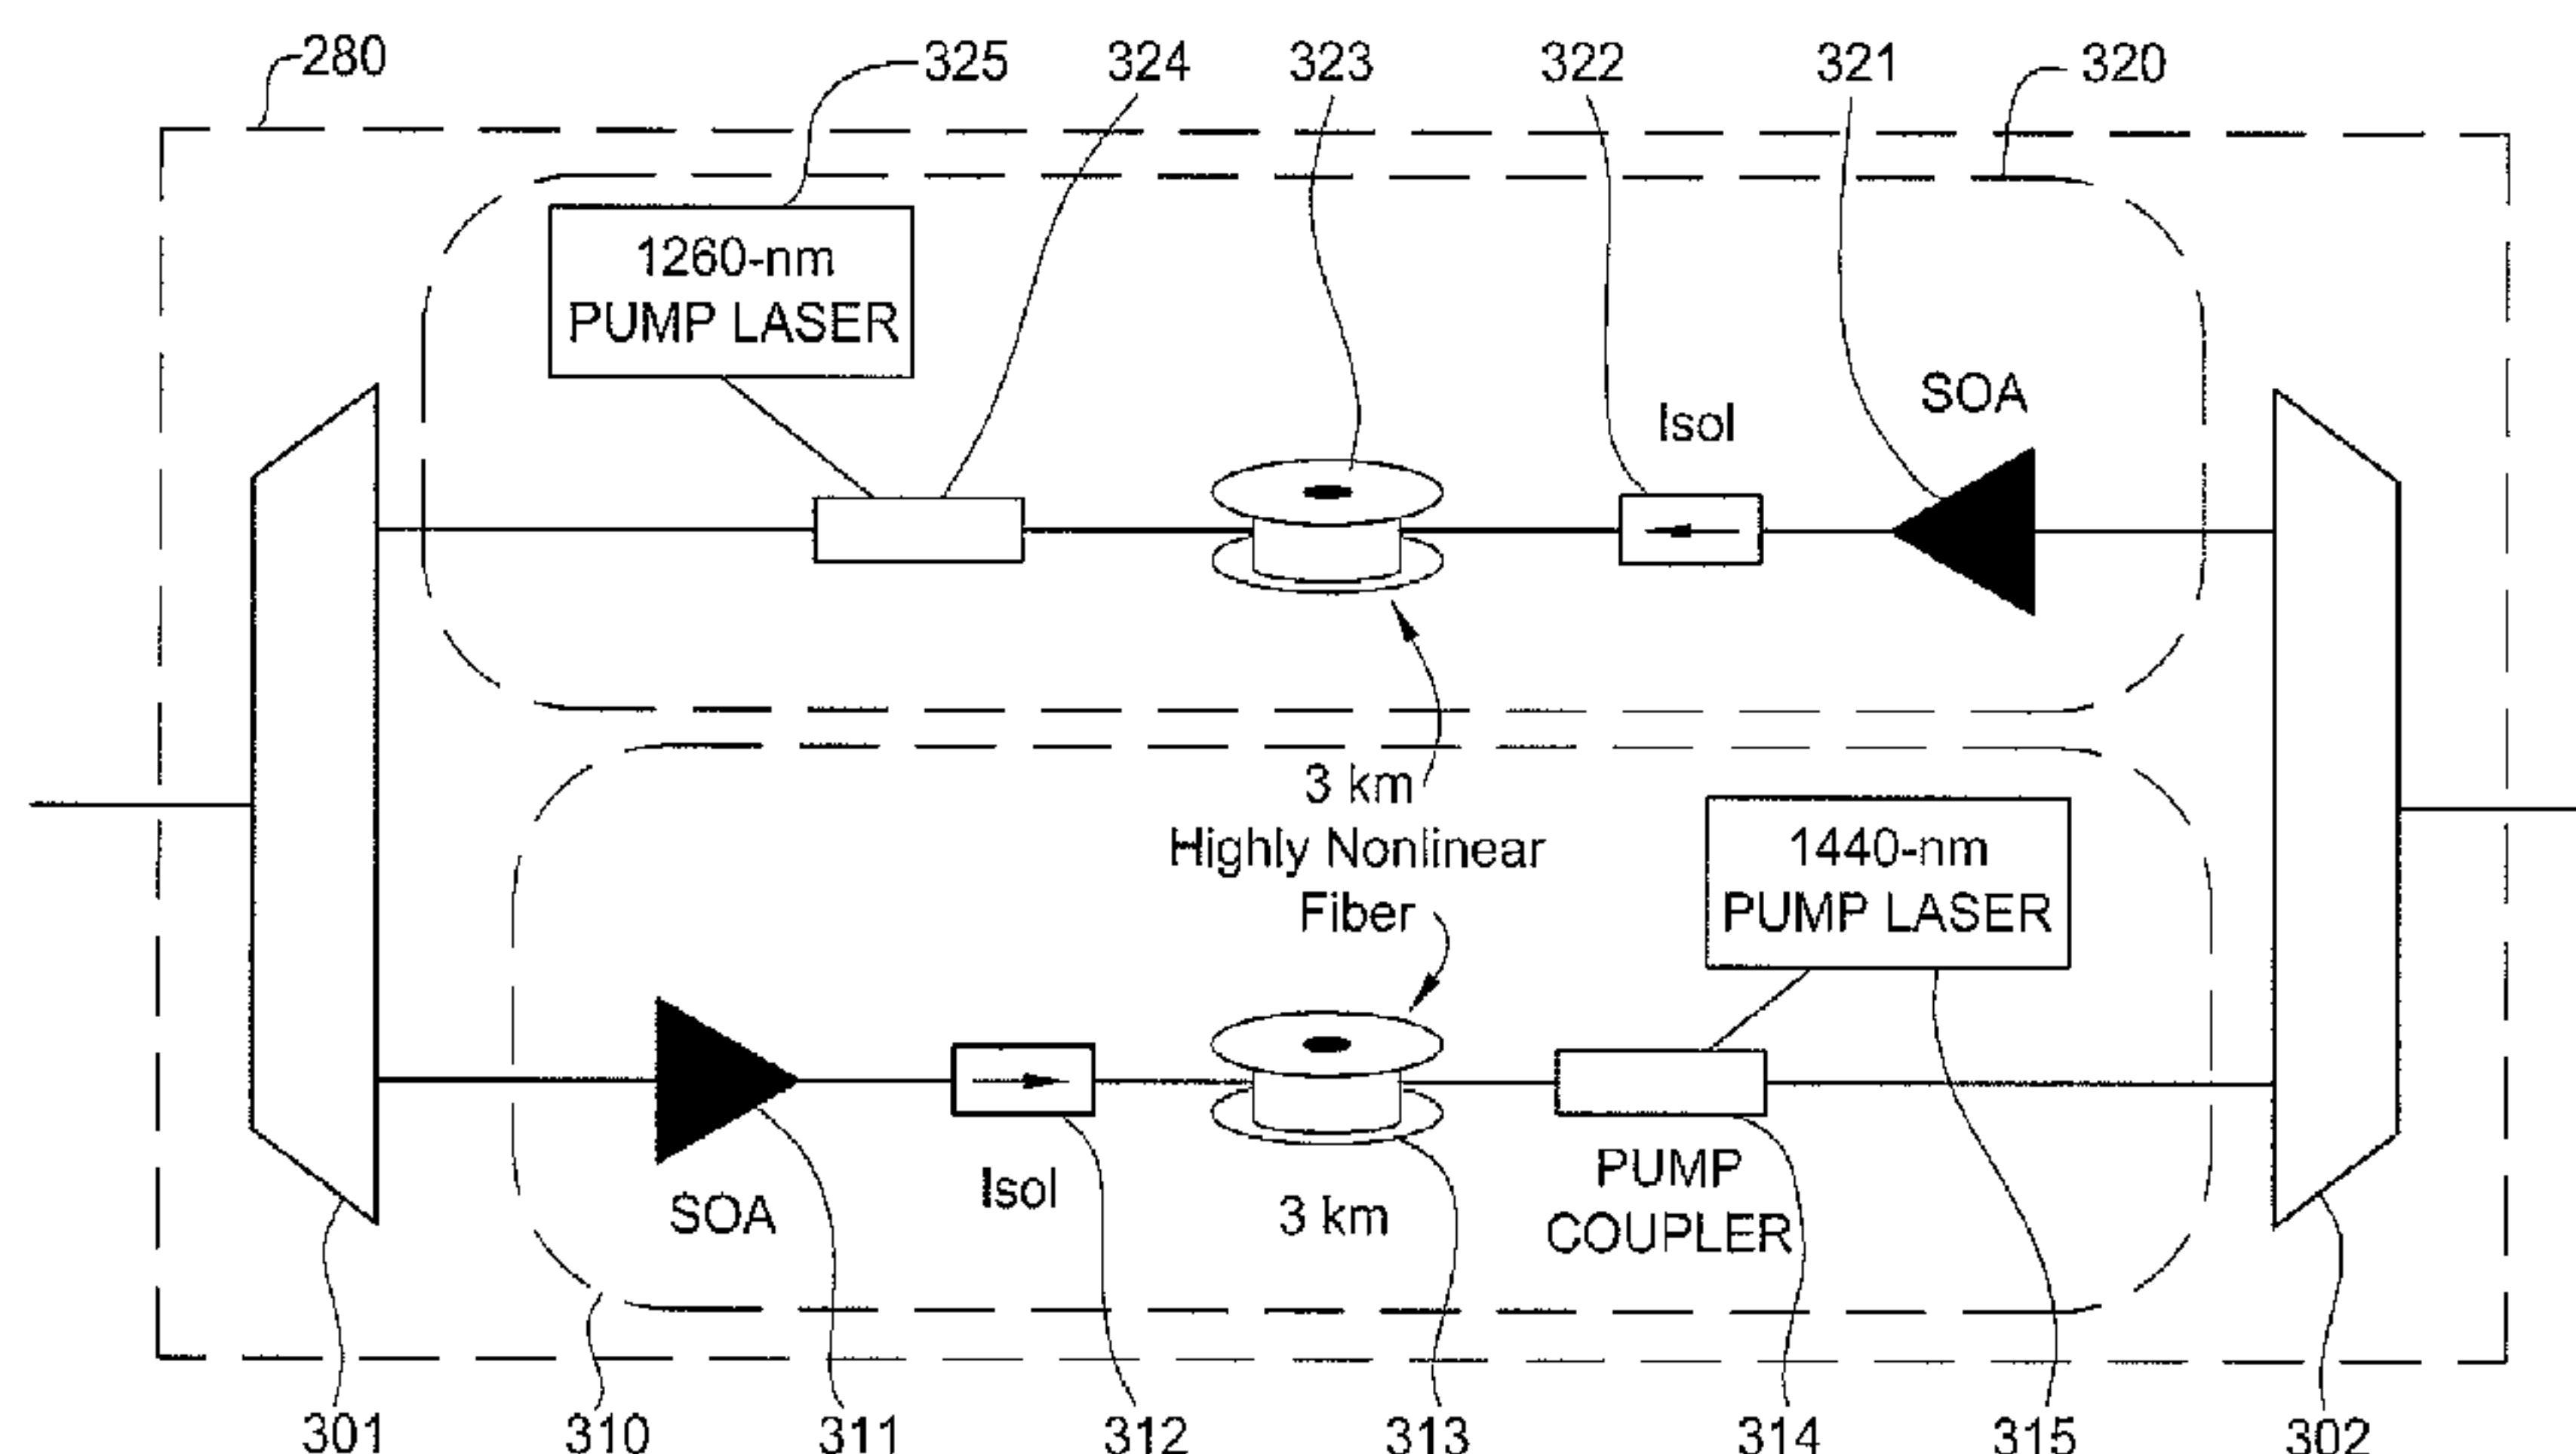 280
325
324
323
322
321
320
1260-nm
PUMP LASER
Isol
SOA
3 km
Highly Nonlinear
Fiber
1440-nm
PUMP LASER
SOA
Isol
3 km
PUMP
COUPLER
301
310
311
312
313
314
315
302